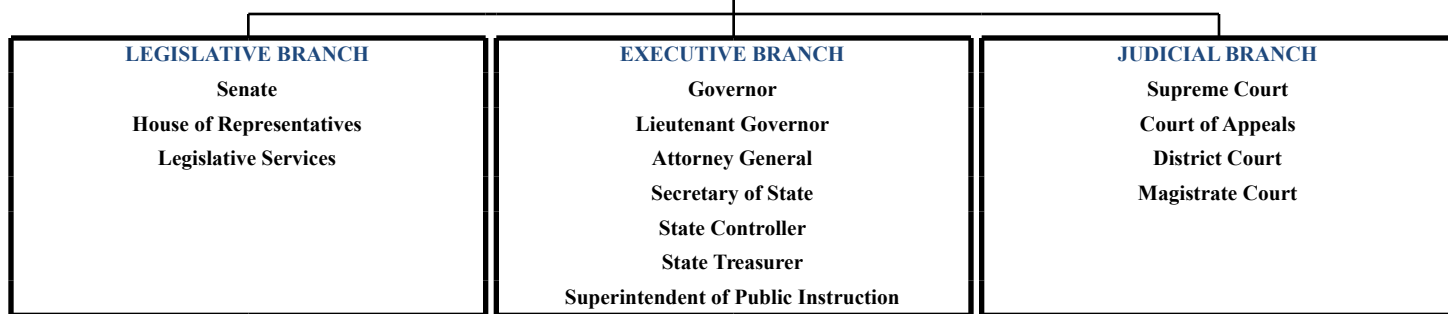 LEGISLATIVE BRANCH
Senate
House of Representatives
Legislative Services
EXECUTIVE BRANCH
Governor
Lieutenant Governor
Attorney General
Secretary of State
State Controller
State Treasurer
Superintendent of Public Instruction
JUDICIAL BRANCH
Supreme Court
Court of Appeals
District Court
Magistrate Court